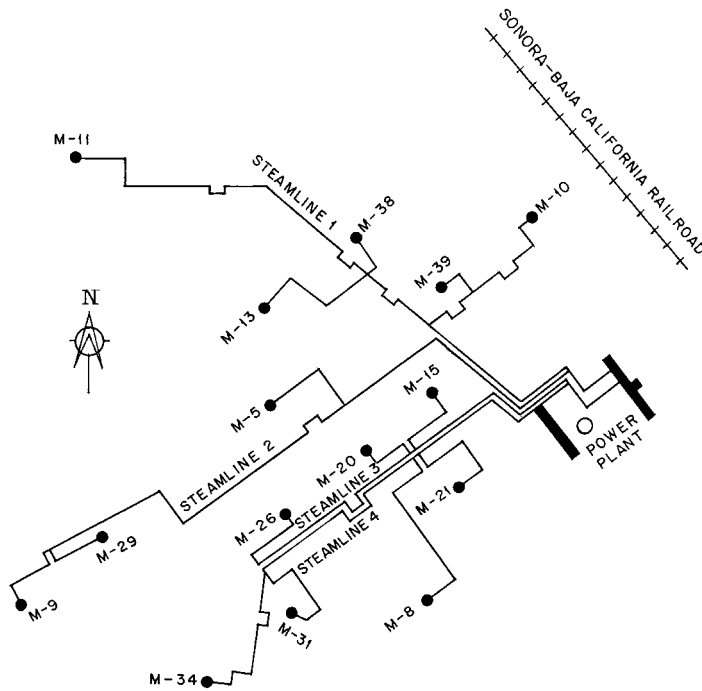 SONORA-BAJA CALIFORNIA RAILROAD
M-11
STEAMLINE 1
M-38
M-10
M-39
N
M-13
M-15
M-5
POWER
PLANT
STEAMLINE 2
M-20
STEAMLINE 3
M-21
M-26
STEAMLINE 4
M-29
M-9
M-31
M-8
M-34